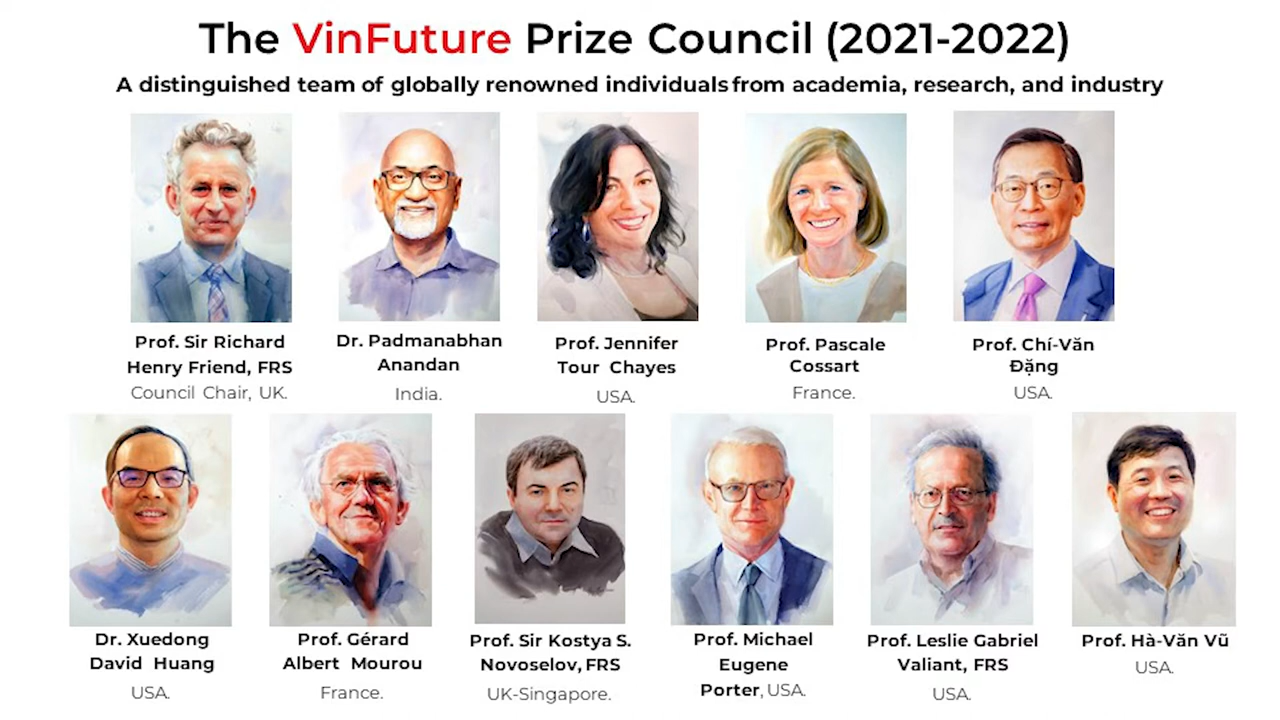 The VinFuture Prize Council (2021-2022)
A distinguished team of globally renowned individuals from academia, research, and industry
Prof. Sir Richard
Henry Friend, FRS
Council Chair, UK.
Dr. Padmanabhan
Anandan
India.
Prof. Jennifer
Tour Chayes
USA.
Prof. Pascale
Cossart
France.
Prof. Chí-Văn
Đặng
USA.
Dr. Xuedong
David Huang
USA.
Prof. Gérard
Albert Mourou
France.
Prof. Sir Kostya S.
Novoselov, FRS
UK-Singapore.
Prof. Michael
Eugene
Porter, USA.
Prof. Leslie Gabriel
Valiant, FRS
USA.
Prof. Hà-Văn Vũ
USA.